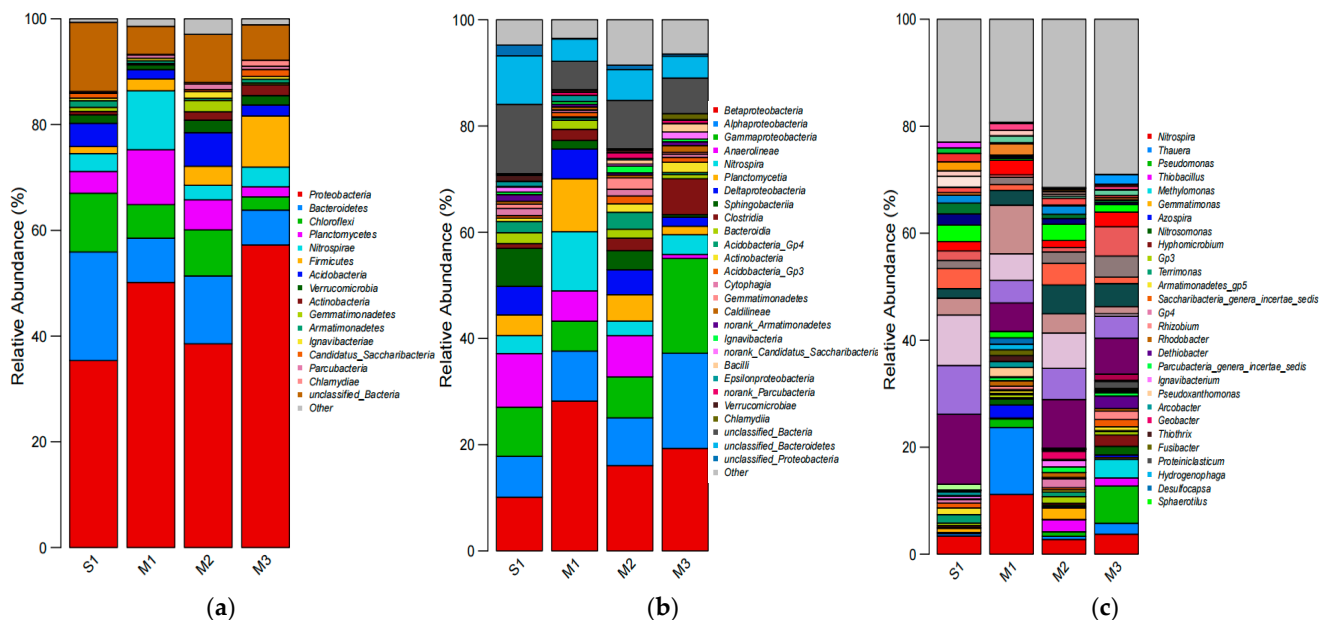 Relative Abundance (%)
100
80
60
40
20
0
S1
M1
M2
M3
Proteobacteria
Bacteroidetes
Chloroflexi
Planctomycetes
Nitrospirae
Firmicutes
Acidobacteria
Verrucomicrobia
Actinobacteria
Gemmatimonadetes
Armatimonadetes
Ignavibacteriae
Candidatus_Saccharibacteria
Parcubacteria
Chlamydiae
unclassified_Bacteria
Other
(a)
Relative Abundance (%)
100
80
60
40
20
0
S1
M1
M2
M3
Betaproteobacteria
Alphaproteobacteria
Gammaproteobacteria
Anaerolineae
Nitrospira
Planctomycetia
Deltaproteobacteria
Sphingobacteriia
Clostridia
Bacteroidia
Acidobacteria_Gp4
Actinobacteria
Acidobacteria_Gp3
Cytophagia
Gemmatimonadetes
Caldilineae
norank_Armatimonadetes
Ignavibacteria
norank_Candidatus_Saccharibacteria
Bacilli
Epsilonproteobacteria
norank_Parcubacteria
Verrucomicrobiae
Chlamydiia
unclassified_Bacteria
unclassified_Bacteroidetes
unclassified_Proteobacteria
Other
(b)
Relative Abundance (%)
100
80
60
40
20
0
S1
M1
M2
M3
Nitrospira
Thauera
Pseudomonas
Thiobacillus
Methylomonas
Gemmatimonas
Azospira
Nitrosomonas
Hyphomicrobium
Gp3
Terrimonas
Armatimonadetes_gp5
Saccharibacteria_genera_incertae_sedis
Gp4
Rhizobium
Rhodobacter
Dethiobacter
Parcubacteria_genera_incertae_sedis
Ignavibacterium
Pseudoxanthomonas
Arcobacter
Geobacter
Thiothrix
Fusibacter
Proteiniclasticum
Hydrogenophaga
Desulfocapsa
Sphaerotilus
(c)